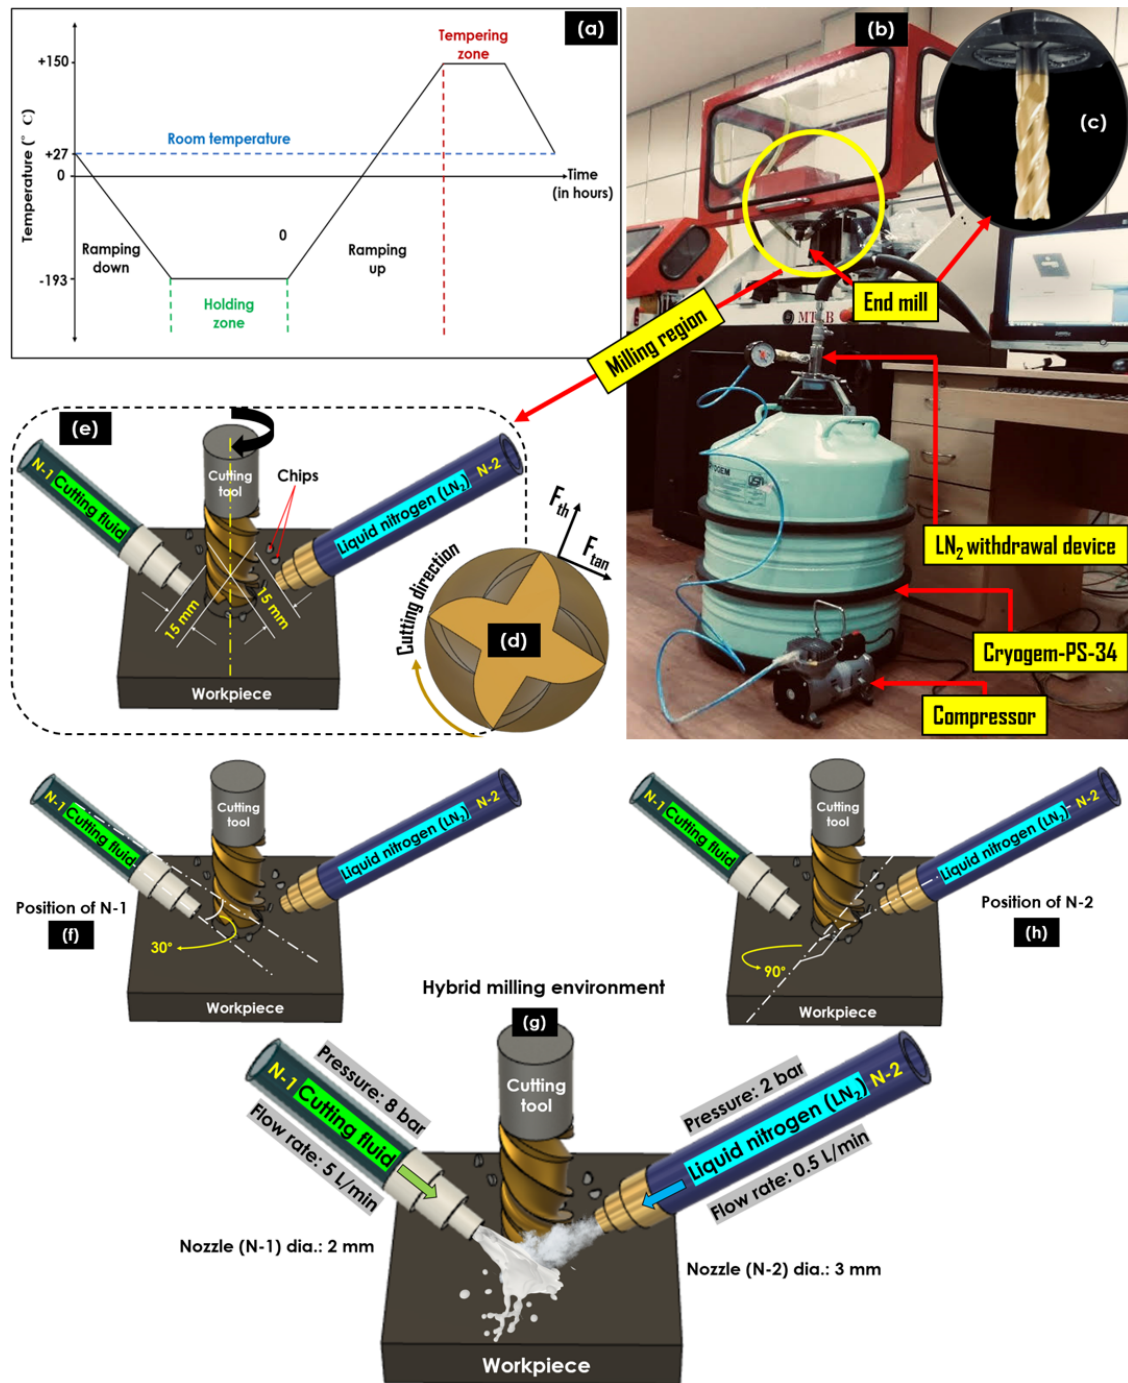 (a)
Temperature (° C)
+150
+27
0
-193
Tempering
zone
Room temperature
Time
(in hours)
Ramping
down
0
Ramping
up
Holding
zone
(b)
(c)
End mill
Milling region
MTAB
LN2 withdrawal device
Cryogem-PS-34
Compressor
(e)
N-1 Cutting fluid
Cutting
tool
Chips
Liquid nitrogen (LN2) N-2
15 mm
15 mm
Workpiece
Fth
Ftan
Cutting direction
(d)
N-1 Cutting fluid
Cutting
tool
Liquid nitrogen (LN2) N-2
Position of N-1
(f)
30°
Workpiece
N-1 Cutting fluid
Cutting
tool
Liquid nitrogen (LN2) N-2
Position of N-2
(h)
90°
Workpiece
Hybrid milling environment
(g)
N-1 Cutting fluid
Pressure: 8 bar
Flow rate: 5 L/min
Cutting
tool
Pressure: 2 bar
Liquid nitrogen (LN2) N-2
Flow rate: 0.5 L/min
Nozzle (N-1) dia.: 2 mm
Nozzle (N-2) dia.: 3 mm
Workpiece